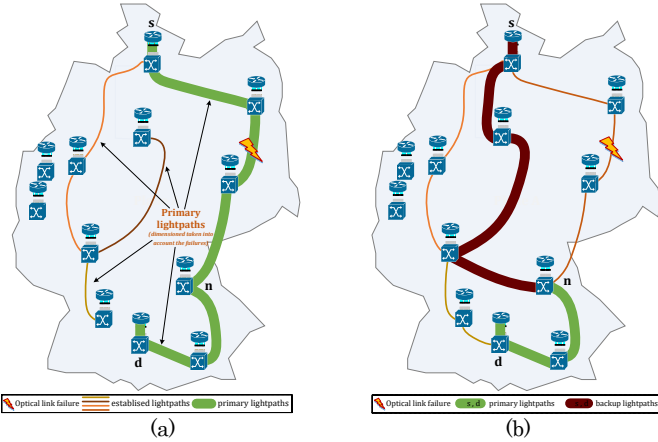 s
s
Primary
lightpaths
(dimensioned taken into
account the failures)
n
n
d
d
Optical link failure
establised lightpaths
primary lightpaths
Optical link failure
s, d
primary lightpaths
backup lightpaths
(a)
(b)